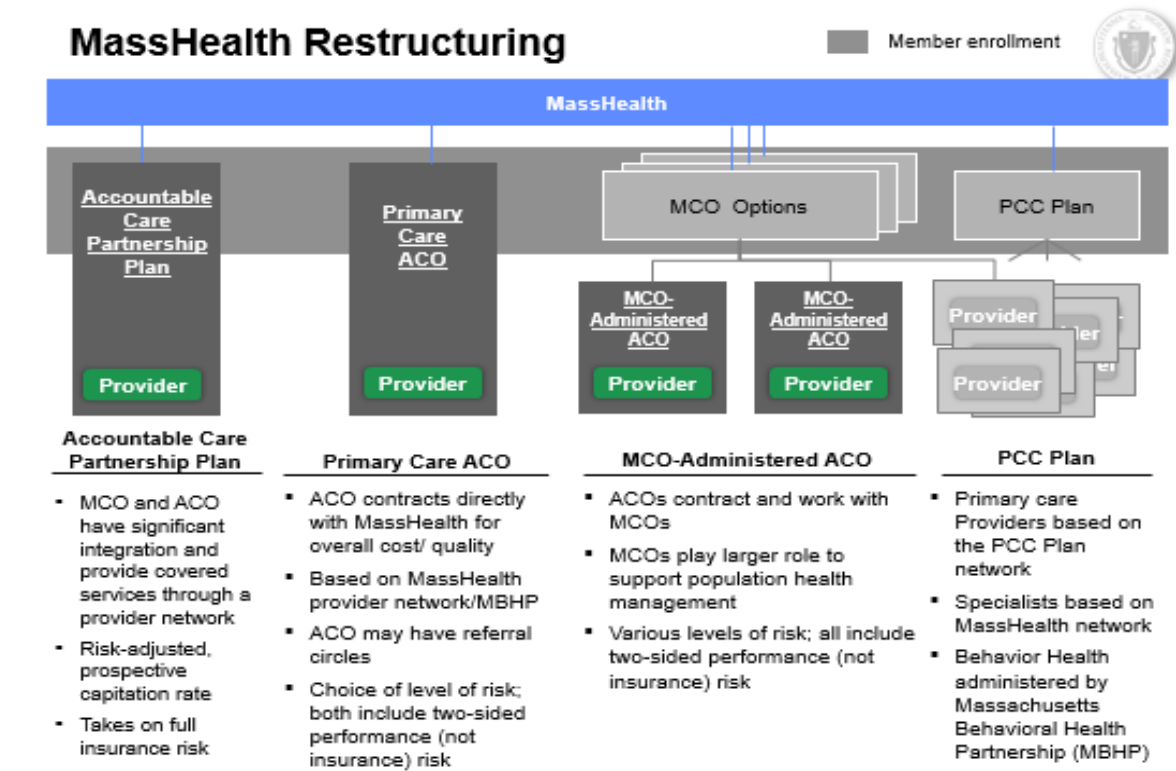 MassHealth Restructuring
Member enrollment
MassHealth
Accountable
Care
Partnership
Plan
Provider
Primary
Care
ACO
Provider
MCO Options
MCO-
Administered
ACO
Provider
MCO-
Administered
ACO
Provider
PCC Plan
Provider
Provider
Accountable Care
Partnership Plan
▪ MCO and ACO
have significant
integration and
provide covered
services through a
provider network
▪ Risk-adjusted,
prospective
capitation rate
▪ Takes on full
insurance risk
Primary Care ACO
▪ ACO contracts directly
with MassHealth for
overall cost/ quality
▪ Based on MassHealth
provider network/MBHP
▪ ACO may have referral
circles
▪ Choice of level of risk;
both include two-sided
performance (not
insurance) risk
MCO-Administered ACO
▪ ACOs contract and work with
MCOs
▪ MCOs play larger role to
support population health
management
▪ Various levels of risk; all include
two-sided performance (not
insurance) risk
PCC Plan
▪ Primary care
Providers based on
the PCC Plan
network
▪ Specialists based on
MassHealth network
▪ Behavior Health
administered by
Massachusetts
Behavioral Health
Partnership (MBHP)